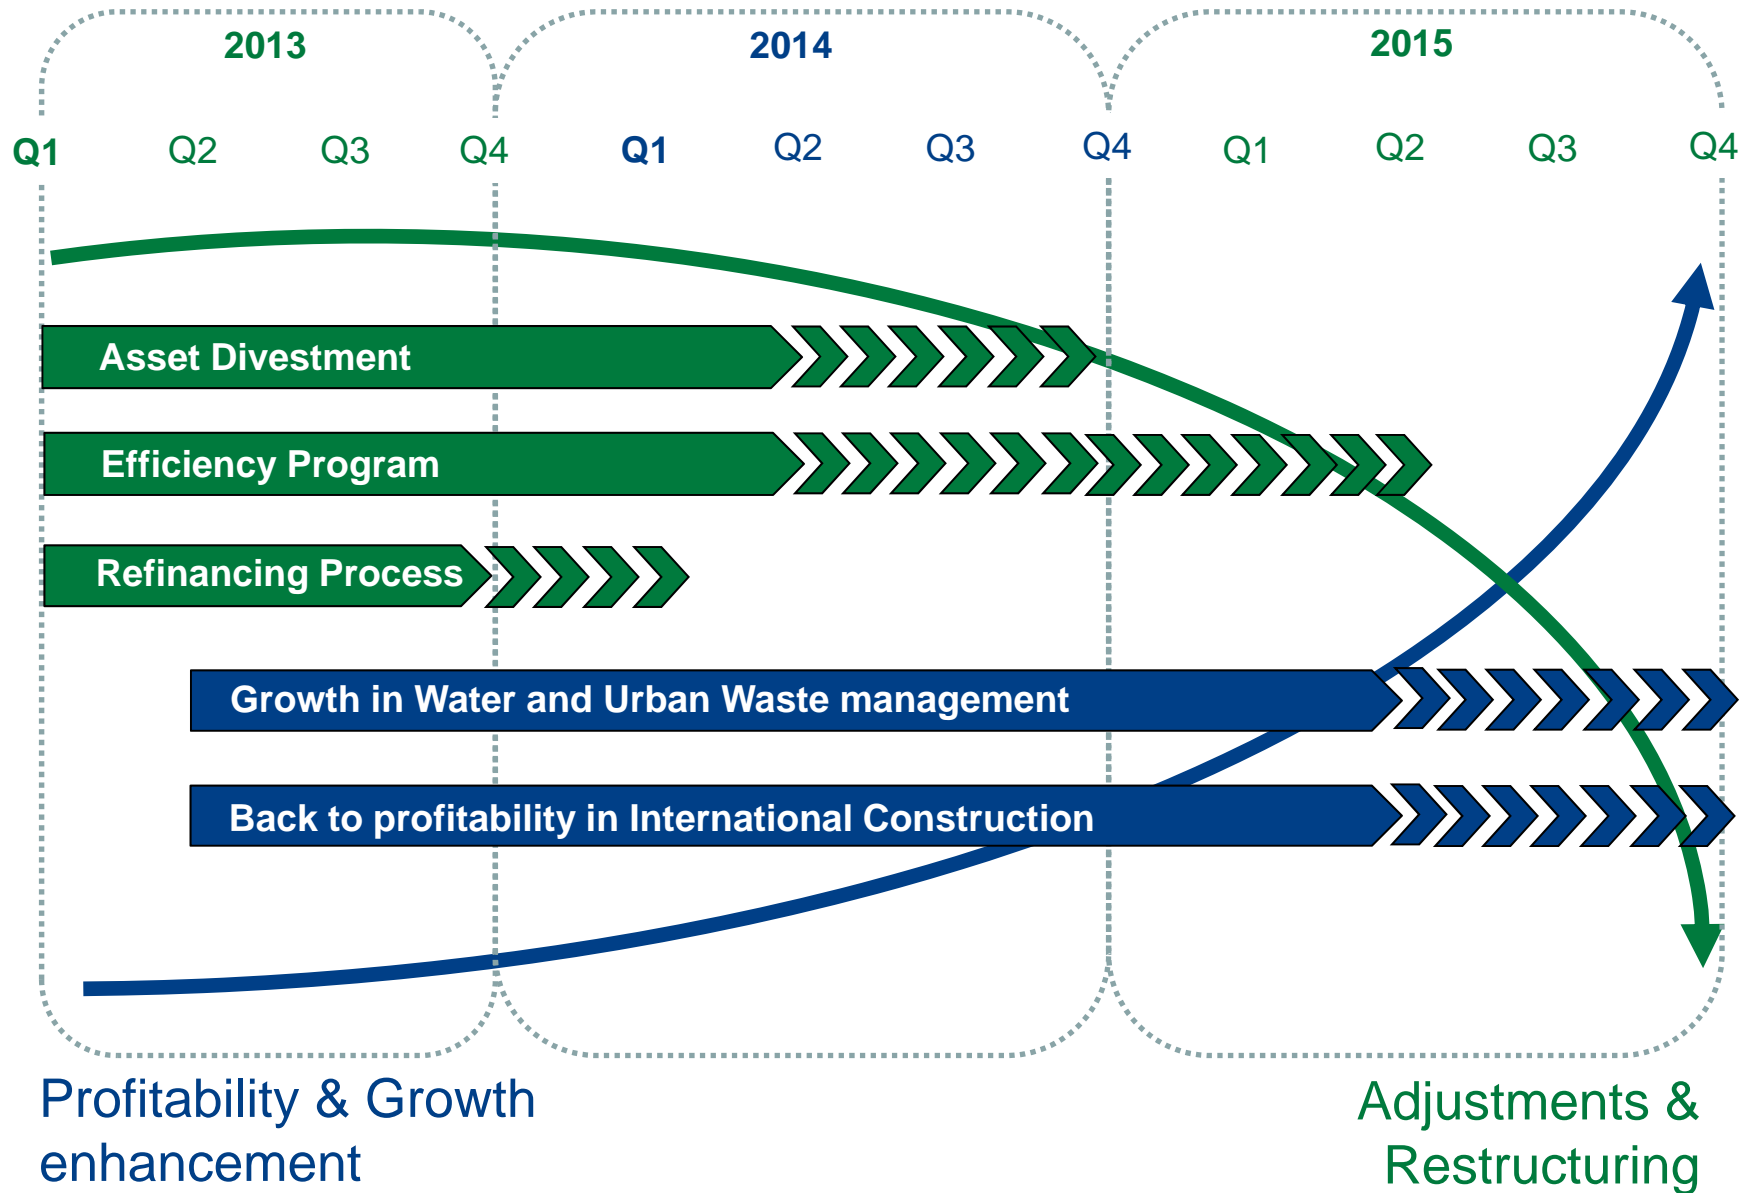 2013 2014 2015
Q1 Q2 Q3 Q4 Q1 Q2 Q3 Q4 Q1 Q2 Q3 Q4
Asset Divestment
Efficiency Program
Refinancing Process
Growth in Water and Urban Waste management
Back to profitability in International Construction
Profitability & Growth
enhancement
Adjustments &
Restructuring